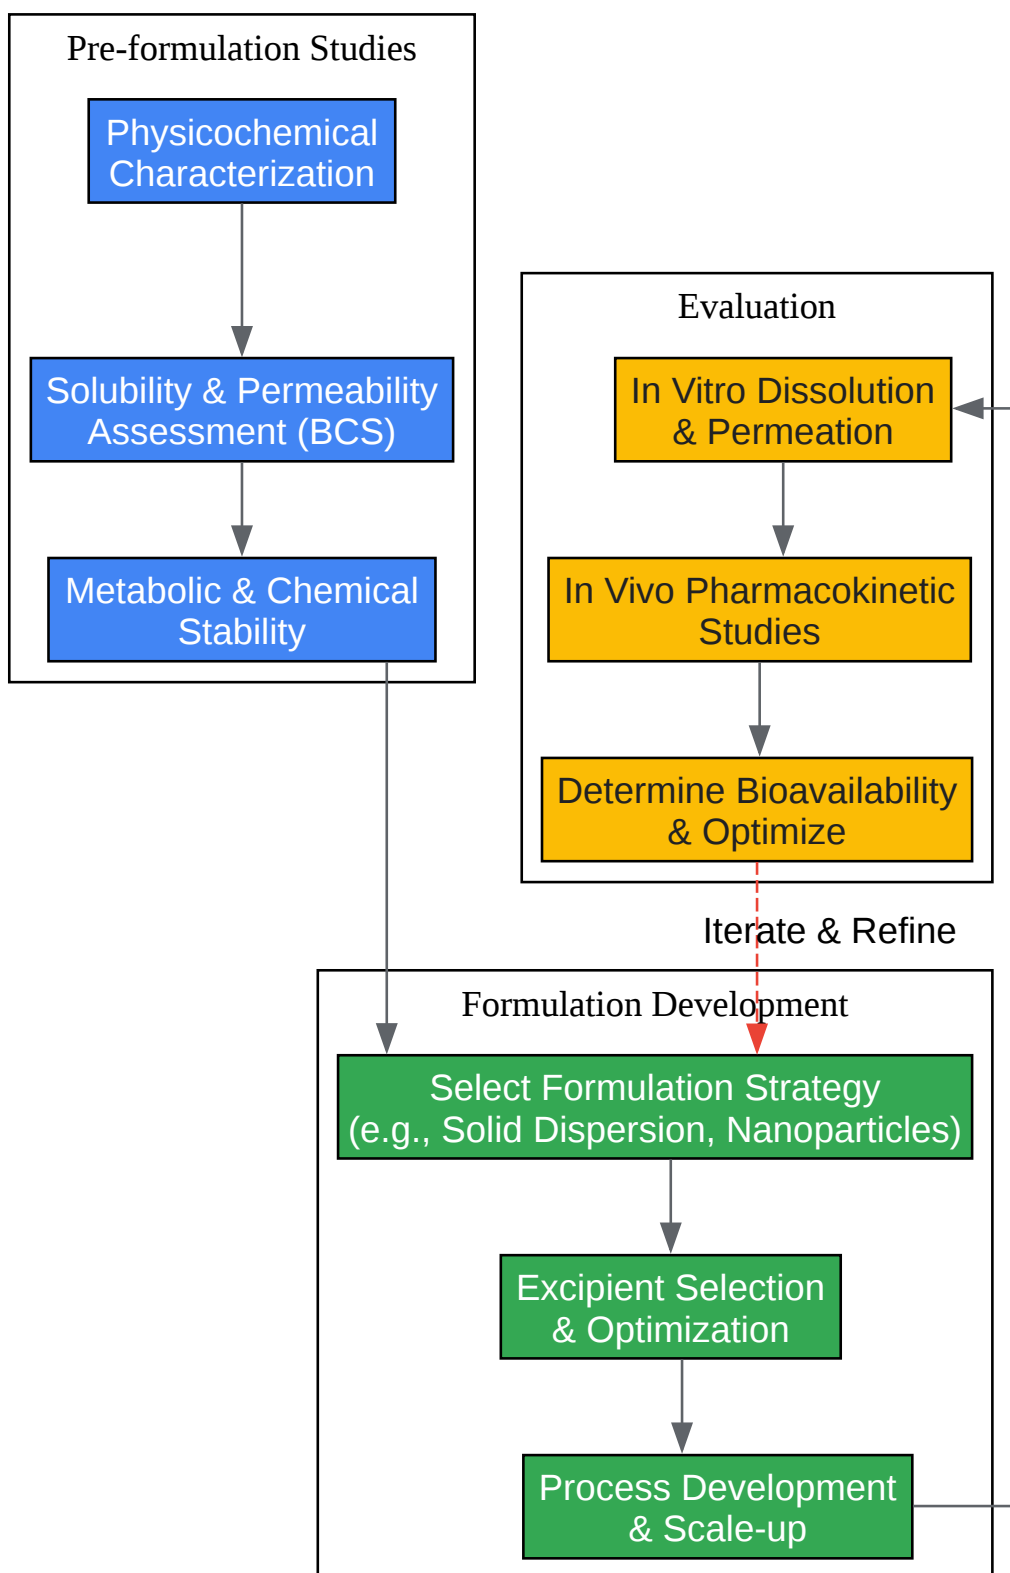 Pre-formulation Studies
Physicochemical
Characterization
Solubility & Permeability
Assessment (BCS)
Metabolic & Chemical
Stability
Evaluation
In Vitro Dissolution
& Permeation
In Vivo Pharmacokinetic
Studies
Determine Bioavailability
& Optimize
Iterate & Refine
Formulation Development
Select Formulation Strategy
(e.g., Solid Dispersion, Nanoparticles)
Excipient Selection
& Optimization
Process Development
& Scale-up